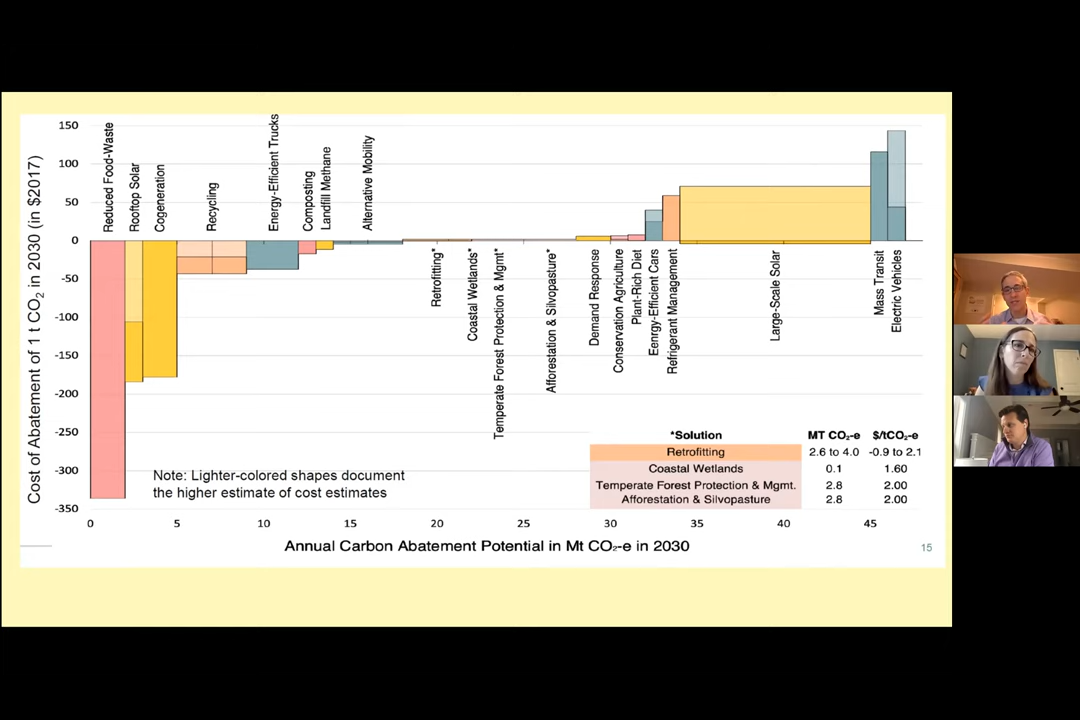 150
100
50
0
-50
-100
-150
-200
-250
-300
-350
Cost of Abatement of 1 t CO₂ in 2030 (in $2017)
Reduced Food-Waste
Rooftop Solar
Cogeneration
Recycling
Energy-Efficient Trucks
Composting
Landfill Methane
Alternative Mobility
Retrofitting*
Coastal Wetlands*
Temperate Forest Protection & Mgmt*
Afforestation & Silvopasture*
Demand Response
Conservation Agriculture
Plant-Rich Diet
Eenrgy-Efficient Cars
Refrigerant Management
Large-Scale Solar
Mass Transit
Electric Vehicles
*Solution MT CO₂-e $/tCO₂-e
Retrofitting 2.6 to 4.0 -0.9 to 2.1
Coastal Wetlands 0.1 1.60
Temperate Forest Protection & Mgmt. 2.8 2.00
Afforestation & Silvopasture 2.8 2.00
Note: Lighter-colored shapes document
the higher estimate of cost estimates
0 5 10 15 20 25 30 35 40 45
Annual Carbon Abatement Potential in Mt CO₂-e in 2030
15